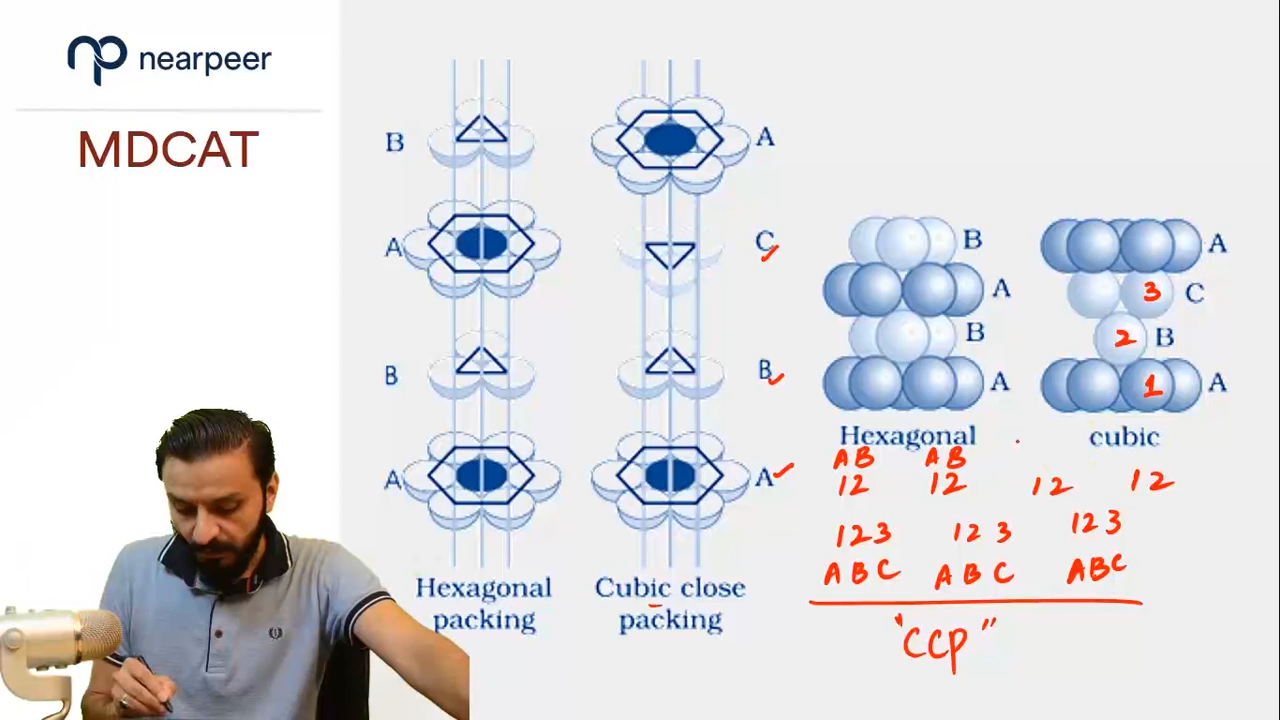 nearpeer
MDCAT
B
A
B
A
Hexagonal
packing
A
C
B
A
Cubic close
packing
B
A
B
A
Hexagonal
A
3 C
2 B
1 A
cubic
AB AB
12 12 12 12
123 123 123
ABC ABC ABC
"CCP"